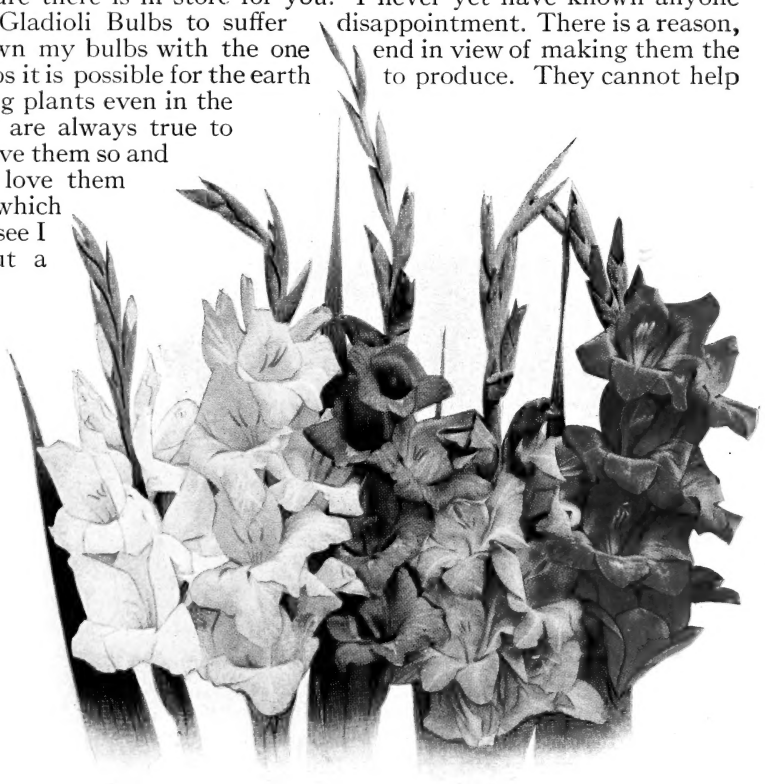 are there is in store for you. I never yet have known anyone
Gladioli Bulbs to suffer disappointment. There is a reason,
wn my bulbs with the one end in view of making them the
os it is possible for the earth to produce. They cannot help
g plants even in the
are always true to
ve them so and
love them
which
see I
ut a